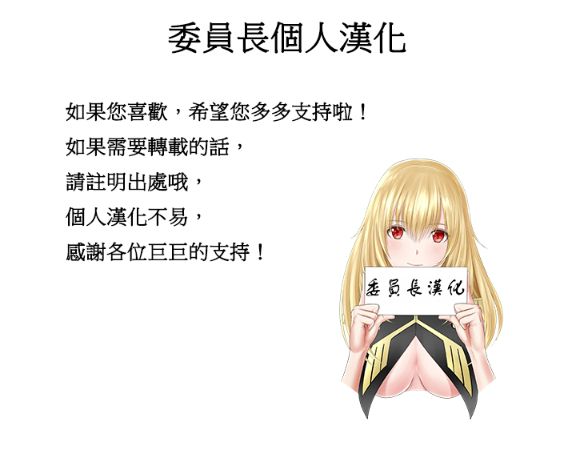 委員長個人漢化
如果您喜歡，希望您多多支持啦！
如果需要轉載的話，
請註明出處哦，
個人漢化不易，
感謝各位巨巨的支持！
委員長漢化